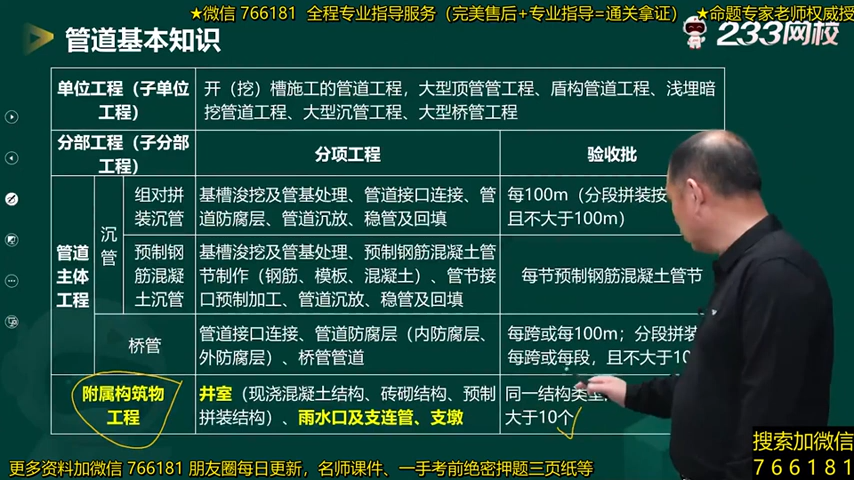 ★微信 766181 全程专业指导服务（完美售后+专业指导=通关拿证） ★命题专家老师权威授
管道基本知识
233网校
单位工程（子单位
工程）
开（挖）槽施工的管道工程，大型顶管管工程、盾构管道工程、浅埋暗
挖管道工程、大型沉管工程、大型桥管工程
分部工程（子分部
工程）
分项工程
验收批
管道
主体
工程
沉
管
组对拼
装沉管
基槽浚挖及管基处理、管道接口连接、管
道防腐层、管道沉放、稳管及回填
每100m（分段拼装按
且不大于100m）
预制钢
筋混凝
土沉管
基槽浚挖及管基处理、预制钢筋混凝土管
节制作（钢筋、模板、混凝土）、管节接
口预制加工、管道沉放、稳管及回填
每节预制钢筋混凝土管节
桥管
管道接口连接、管道防腐层（内防腐层、
外防腐层）、桥管管道
每跨或每100m；分段拼装
每跨或每段，且不大于10
附属构筑物
工程
井室（现浇混凝土结构、砖砌结构、预制
拼装结构）、雨水口及支连管、支墩
同一结构类型
大于10个
搜索加微信
766181
更多资料加微信 766181 朋友圈每日更新，名师课件、一手考前绝密押题三页纸等